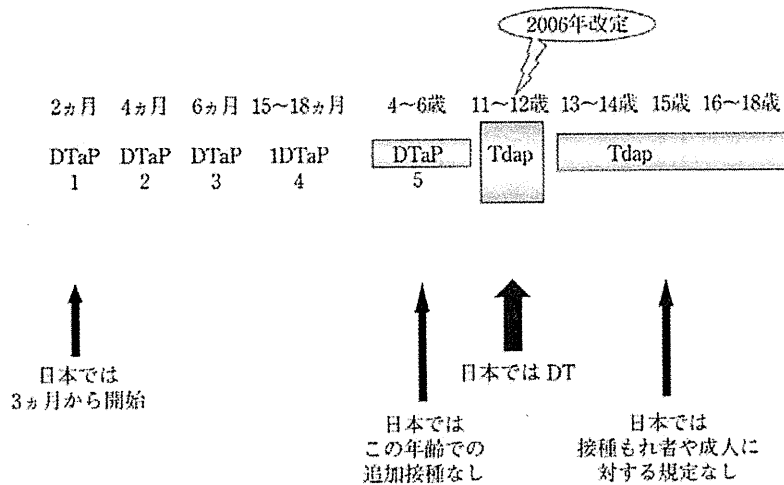 2006年改定
2ヵ月 4ヵ月 6ヵ月 15～18ヵ月 4～6歳 11～12歳 13～14歳 15歳 16～18歳
DTaP DTaP DTaP 1DTaP DTaP Tdap Tdap
1 2 3 4 5
日本では
3ヵ月から開始
日本では DT
日本では
この年齢での
追加接種なし
日本では
接種もれ者や成人に
対する規定なし